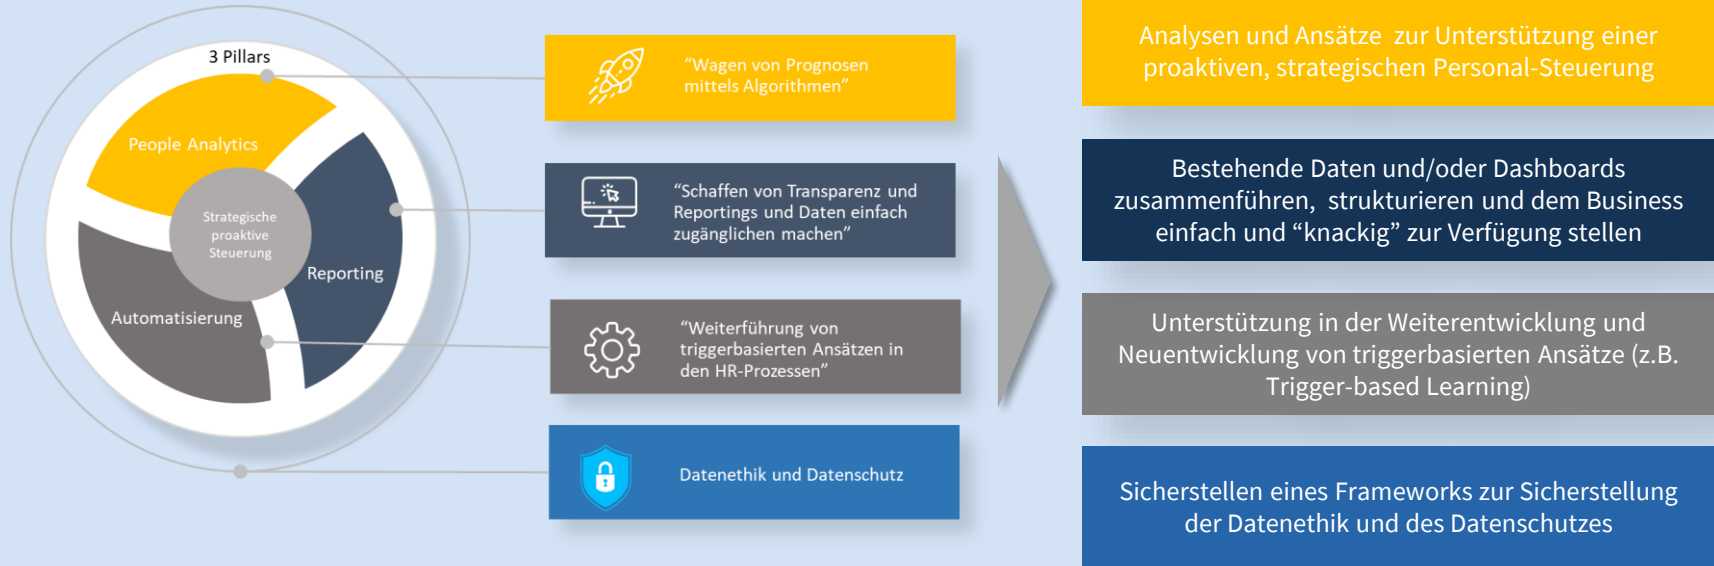 3 Pillars
People Analytics
Strategische
proaktive
Steuerung
Reporting
Automatisierung
“Wagen von Prognosen
mittels Algorithmen”
“Schaffen von Transparenz und
Reportings und Daten einfach
zugänglichen machen”
“Weiterführung von
triggerbasierten Ansätzen in
den HR-Prozessen”
Datenethik und Datenschutz
Analysen und Ansätze zur Unterstützung einer
proaktiven, strategischen Personal-Steuerung
Bestehende Daten und/oder Dashboards
zusammenführen, strukturieren und dem Business
einfach und “knackig” zur Verfügung stellen
Unterstützung in der Weiterentwicklung und
Neuentwicklung von triggerbasierten Ansätze (z.B.
Trigger-based Learning)
Sicherstellen eines Frameworks zur Sicherstellung
der Datenethik und des Datenschutzes